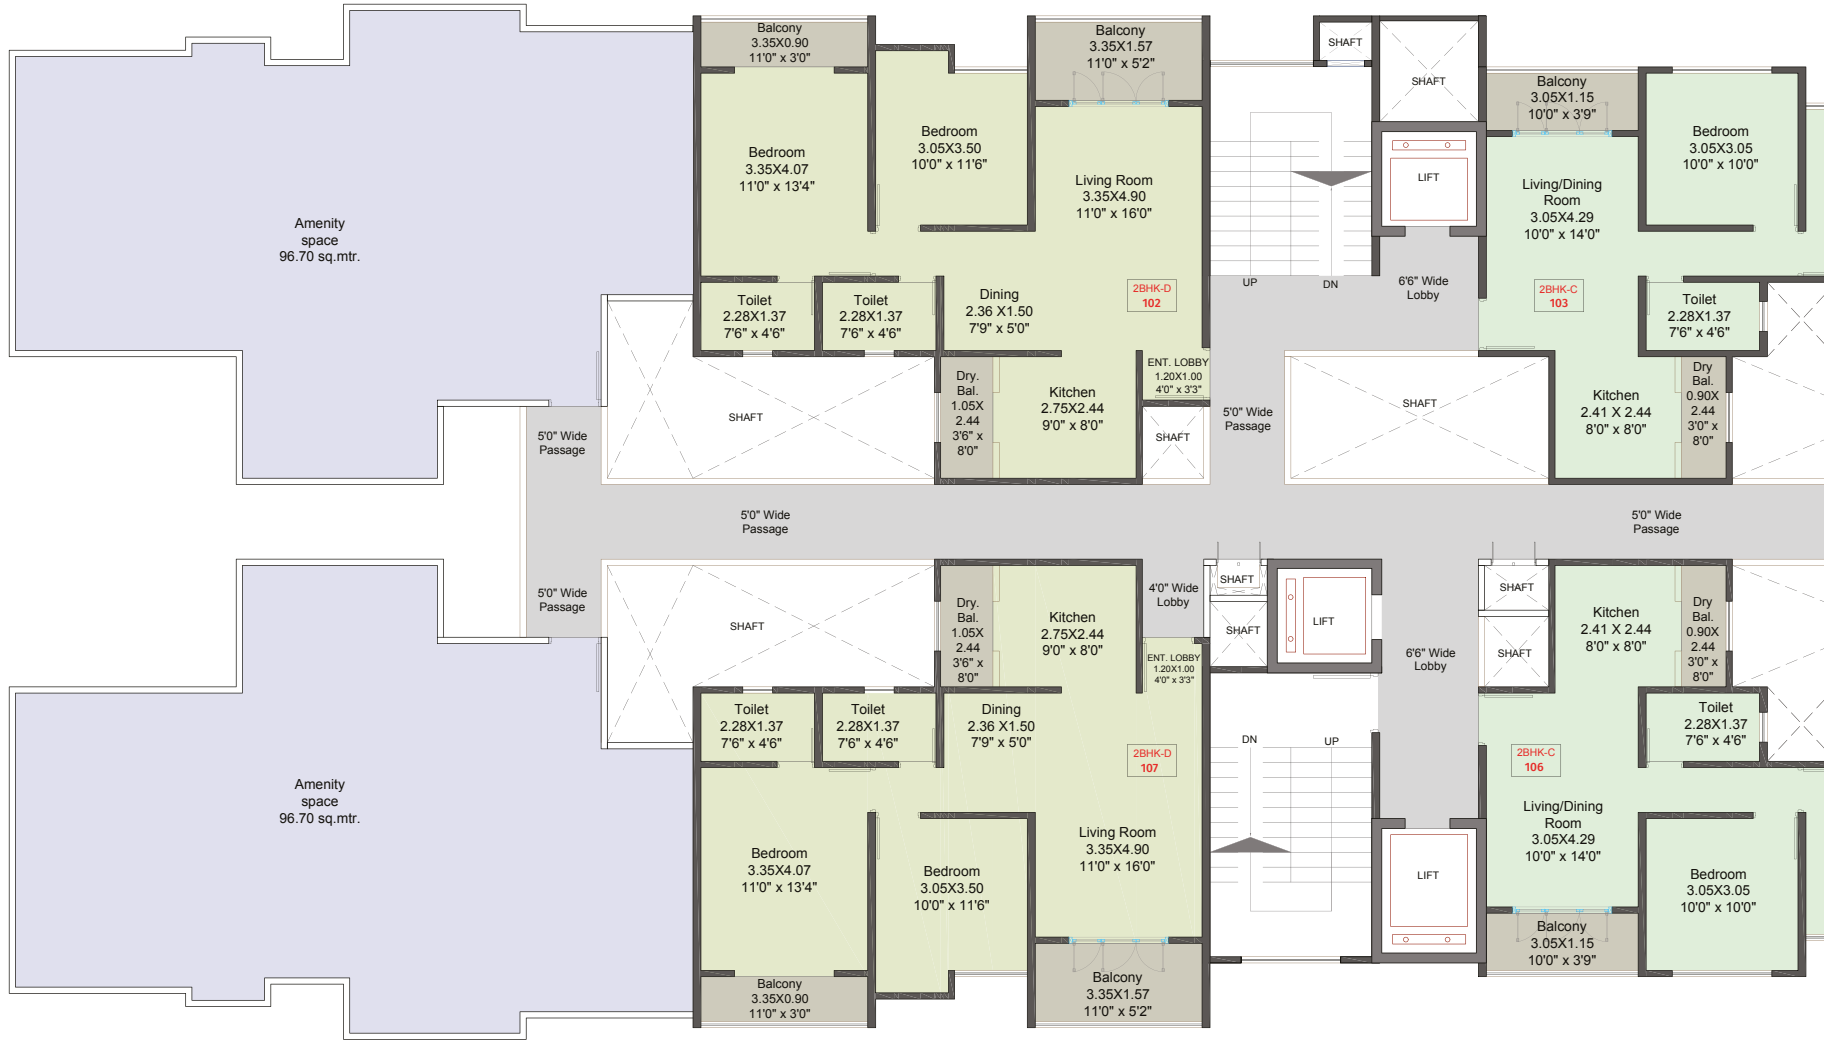 Balcony
3.35X0.90
11'0" x 3'0"
Balcony
3.35X1.57
11'0" x 5'2"
SHAFT
SHAFT
Balcony
3.05X1.15
10'0" x 3'9"
Bedroom
3.35X4.07
11'0" x 13'4"
Bedroom
3.05X3.50
10'0" x 11'6"
Living Room
3.35X4.90
11'0" x 16'0"
LIFT
Living/Dining
Room
3.05X4.29
10'0" x 14'0"
Bedroom
3.05X3.05
10'0" x 10'0"
Amenity
space
96.70 sq.mtr.
Toilet
2.28X1.37
7'6" x 4'6"
Toilet
2.28X1.37
7'6" x 4'6"
Dining
2.36 X1.50
7'9" x 5'0"
2BHK-D
102
UP
DN
6'6" Wide
Lobby
2BHK-C
103
Toilet
2.28X1.37
7'6" x 4'6"
5'0" Wide
Passage
SHAFT
Dry.
Bal.
1.05X
2.44
3'6" x
8'0"
Kitchen
2.75X2.44
9'0" x 8'0"
ENT. LOBBY
1.20X1.00
4'0" x 3'3"
SHAFT
5'0" Wide
Passage
SHAFT
Kitchen
2.41 X 2.44
8'0" x 8'0"
Dry
Bal.
0.90X
2.44
3'0" x
8'0"
5'0" Wide
Passage
5'0" Wide
Passage
5'0" Wide
Passage
SHAFT
Dry.
Bal.
1.05X
2.44
3'6" x
8'0"
Kitchen
2.75X2.44
9'0" x 8'0"
4'0" Wide
Lobby
ENT. LOBBY
1.20X1.00
4'0" x 3'3"
SHAFT
SHAFT
LIFT
6'6" Wide
Lobby
SHAFT
SHAFT
Kitchen
2.41 X 2.44
8'0" x 8'0"
Dry
Bal.
0.90X
2.44
3'0" x
8'0"
Toilet
2.28X1.37
7'6" x 4'6"
Toilet
2.28X1.37
7'6" x 4'6"
Dining
2.36 X1.50
7'9" x 5'0"
2BHK-D
107
DN
UP
2BHK-C
106
Toilet
2.28X1.37
7'6" x 4'6"
Amenity
space
96.70 sq.mtr.
Bedroom
3.35X4.07
11'0" x 13'4"
Bedroom
3.05X3.50
10'0" x 11'6"
Living Room
3.35X4.90
11'0" x 16'0"
LIFT
Living/Dining
Room
3.05X4.29
10'0" x 14'0"
Bedroom
3.05X3.05
10'0" x 10'0"
Balcony
3.35X0.90
11'0" x 3'0"
Balcony
3.35X1.57
11'0" x 5'2"
Balcony
3.05X1.15
10'0" x 3'9"